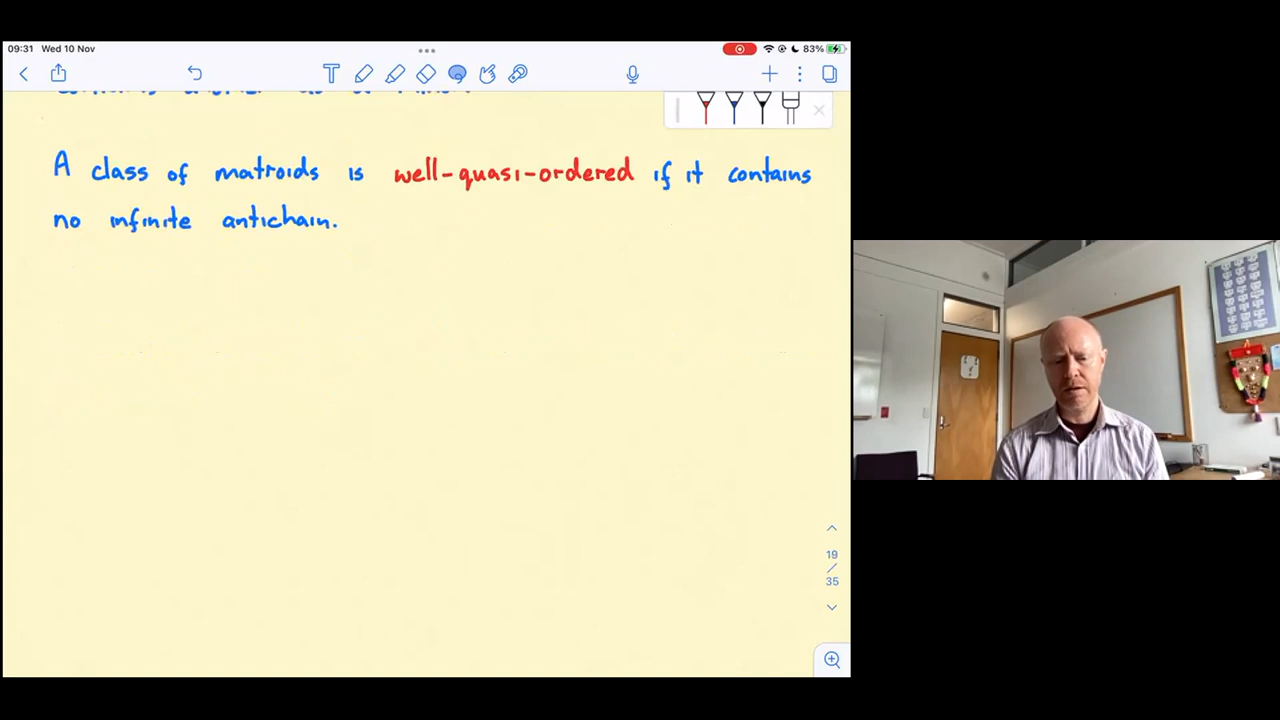 09:31 Wed 10 Nov
83%
A class of matroids is well-quasi-ordered if it contains
no infinite antichain.
19
/
35